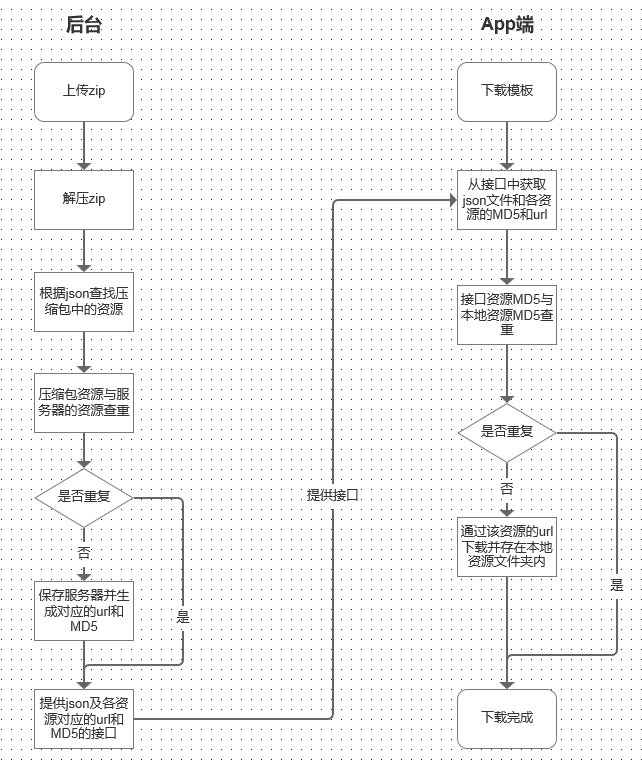 后台
上传zip
解压zip
根据json查找压
缩包中的资源
压缩包资源与服
务器的资源查重
是否重复
否
是
保存服务器并生
成对应的url和
MD5
提供json及各资
源对应的url和
MD5的接口
提供接口
App端
下载模板
从接口中获取
json文件和各资
源的MD5和url
接口资源MD5与
本地资源MD5查
重
是否重复
否
是
通过该资源的url
下载并存在本地
资源文件夹内
下载完成